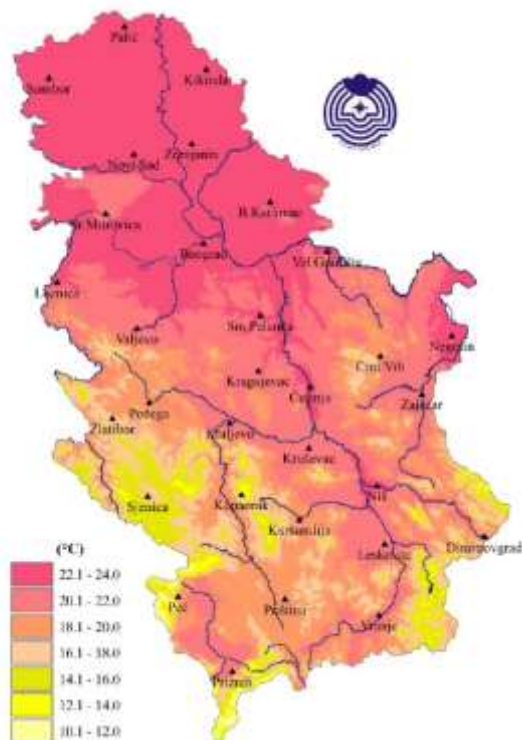 Palić
Kikinda
Sombor
Zrenjanin
Novi Sad
B.Karlovac
Sr.Mitrovica
Beograd
Vel.Gradište
Loznica
Sm.Palanka
Valjevo
Negotin
Crni Vrh
Kragujevac
Ćuprija
Zaječar
Požega
Zlatibor
Kraljevo
Kruševac
Niš
Sjenica
Kopaonik
Kuršumlija
Dimitrovgrad
Leskovac
(°C)
22.1 - 24.0
20.1 - 22.0
18.1 - 20.0
16.1 - 18.0
14.1 - 16.0
12.1 - 14.0
10.1 - 12.0
Peć
Priština
Vranje
Prizren